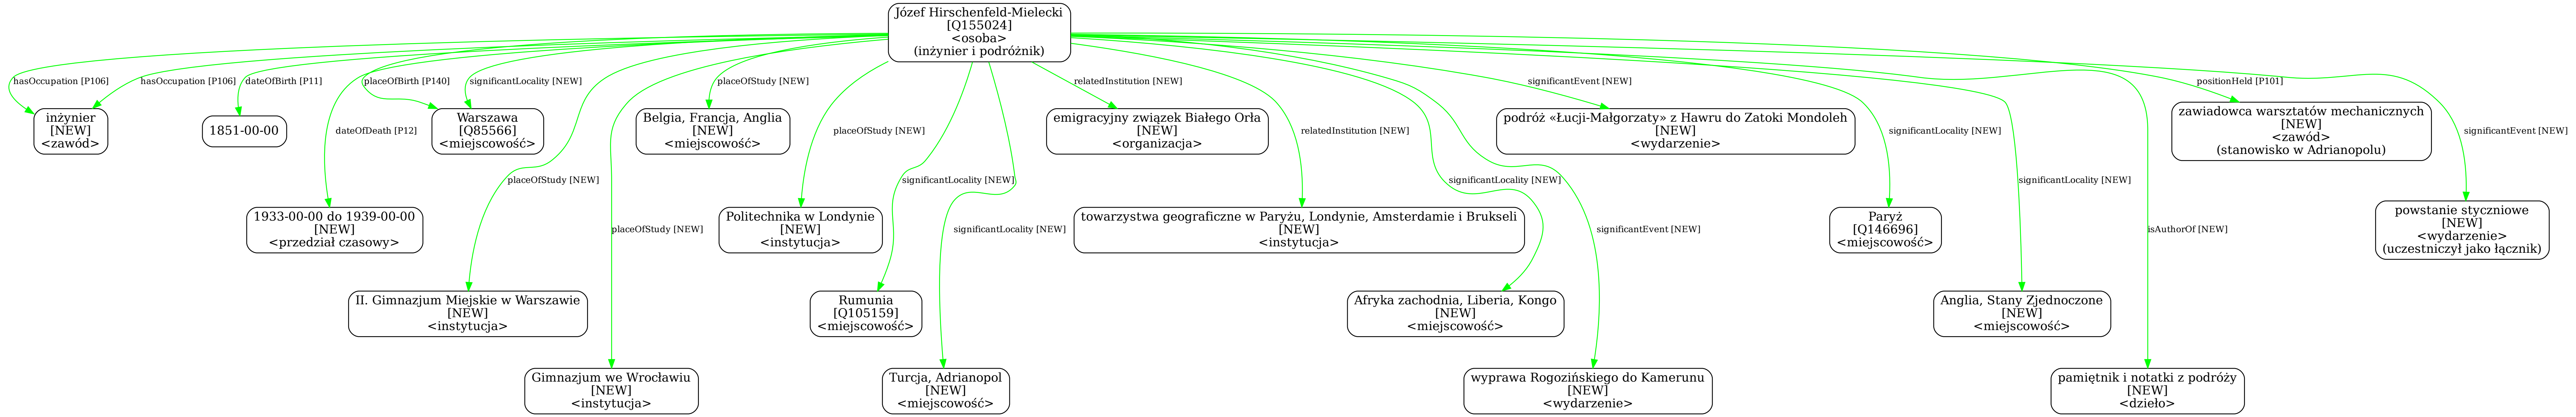 Józef Hirschenfeld-Mielecki
[Q155024]
<osoba>
(inżynier i podróżnik)
hasOccupation [P106]
hasOccupation [P106]
dateOfBirth [P11]
placeOfBirth [P140]
significantLocality [NEW]
placeOfStudy [NEW]
relatedInstitution [NEW]
significantEvent [NEW]
positionHeld [P101]
inżynier
[NEW]
<zawód>
1851-00-00
dateOfDeath [P12]
Warszawa
[Q85566]
<miejscowość>
Belgia, Francja, Anglia
[NEW]
<miejscowość>
placeOfStudy [NEW]
emigracyjny związek Białego Orła
[NEW]
<organizacja>
relatedInstitution [NEW]
podróż «Łucji-Małgorzaty» z Hawru do Zatoki Mondoleh
[NEW]
<wydarzenie>
significantLocality [NEW]
zawiadowca warsztatów mechanicznych
[NEW]
<zawód>
(stanowisko w Adrianopolu)
significantEvent [NEW]
placeOfStudy [NEW]
significantLocality [NEW]
significantLocality [NEW]
significantLocality [NEW]
1933-00-00 do 1939-00-00
[NEW]
<przedział czasowy>
placeOfStudy [NEW]
Politechnika w Londynie
[NEW]
<instytucja>
significantLocality [NEW]
towarzystwa geograficzne w Paryżu, Londynie, Amsterdamie i Brukseli
[NEW]
<instytucja>
significantEvent [NEW]
Paryż
[Q146696]
<miejscowość>
isAuthorOf [NEW]
powstanie styczniowe
[NEW]
<wydarzenie>
(uczestniczył jako łącznik)
II. Gimnazjum Miejskie w Warszawie
[NEW]
<instytucja>
Rumunia
[Q105159]
<miejscowość>
Afryka zachodnia, Liberia, Kongo
[NEW]
<miejscowość>
Anglia, Stany Zjednoczone
[NEW]
<miejscowość>
Gimnazjum we Wrocławiu
[NEW]
<instytucja>
Turcja, Adrianopol
[NEW]
<miejscowość>
wyprawa Rogozińskiego do Kamerunu
[NEW]
<wydarzenie>
pamiętnik i notatki z podróży
[NEW]
<dzieło>